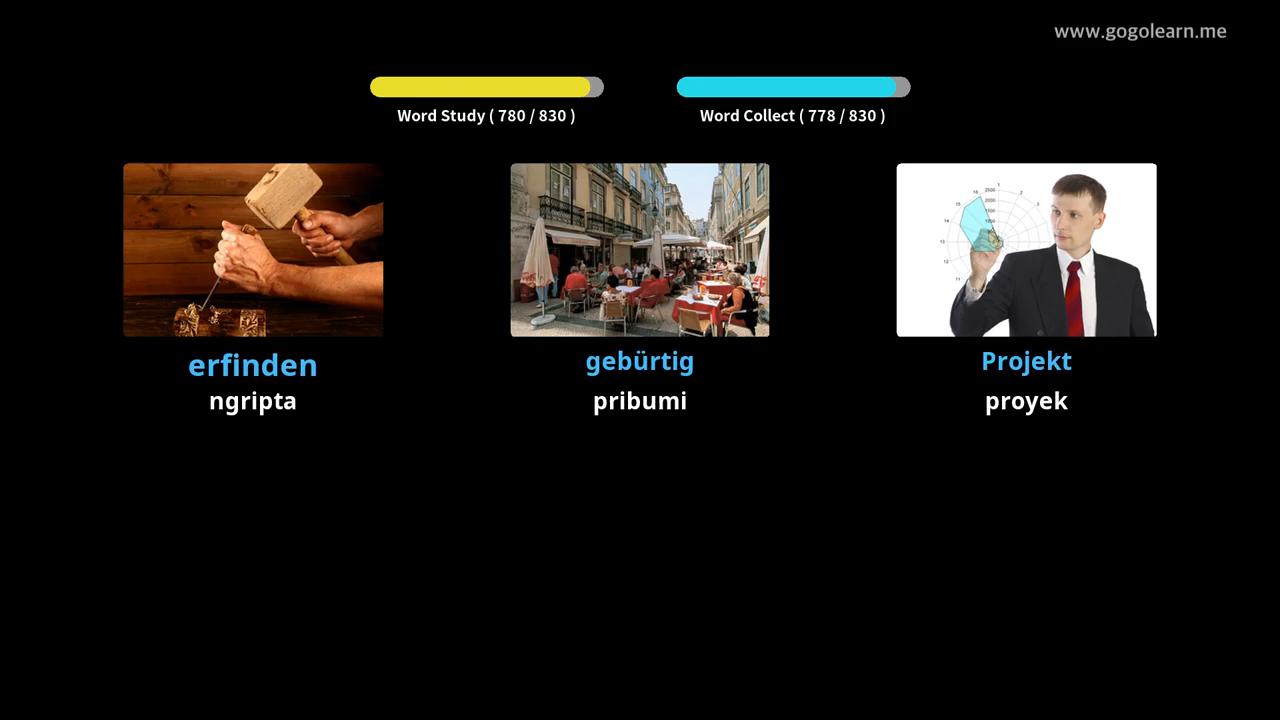 www.gogolearn.me
Word Study ( 780 / 830 )
Word Collect ( 778 / 830 )
erfinden
gebürtig
Projekt
ngripta
pribumi
proyek